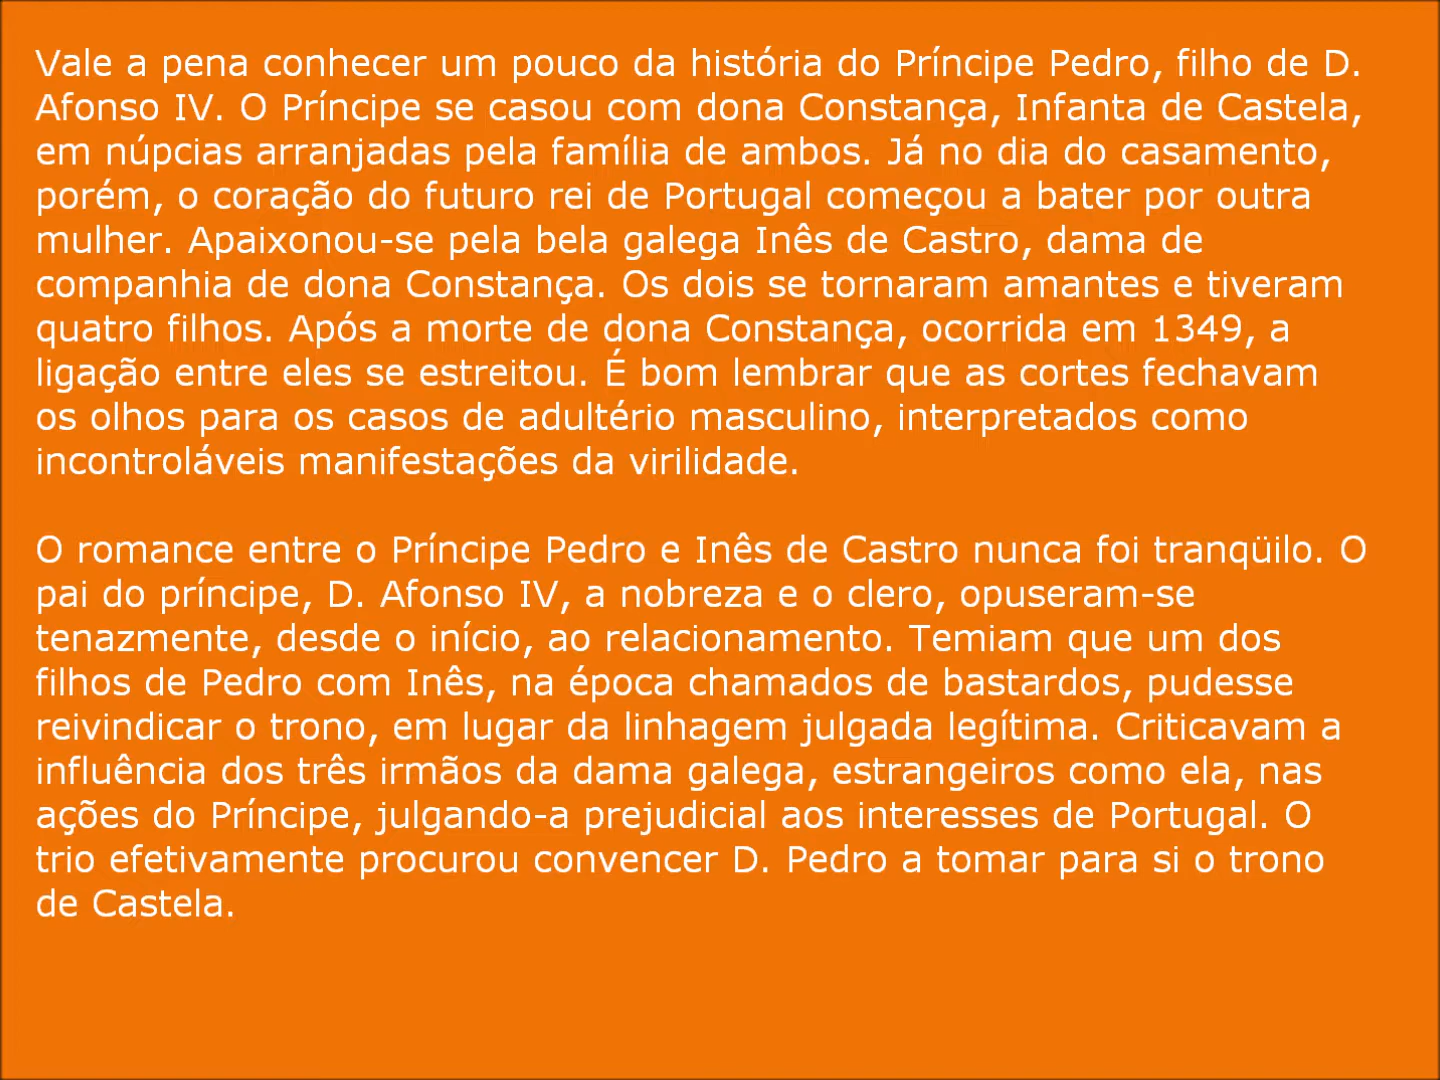 Vale a pena conhecer um pouco da história do Príncipe Pedro, filho de D.
Afonso IV. O Príncipe se casou com dona Constança, Infanta de Castela,
em núpcias arranjadas pela família de ambos. Já no dia do casamento,
porém, o coração do futuro rei de Portugal começou a bater por outra
mulher. Apaixonou-se pela bela galega Inês de Castro, dama de
companhia de dona Constança. Os dois se tornaram amantes e tiveram
quatro filhos. Após a morte de dona Constança, ocorrida em 1349, a
ligação entre eles se estreitou. É bom lembrar que as cortes fechavam
os olhos para os casos de adultério masculino, interpretados como
incontroláveis manifestações da virilidade.
O romance entre o Príncipe Pedro e Inês de Castro nunca foi tranqüilo. O
pai do príncipe, D. Afonso IV, a nobreza e o clero, opuseram-se
tenazmente, desde o início, ao relacionamento. Temiam que um dos
filhos de Pedro com Inês, na época chamados de bastardos, pudesse
reivindicar o trono, em lugar da linhagem julgada legítima. Criticavam a
influência dos três irmãos da dama galega, estrangeiros como ela, nas
ações do Príncipe, julgando-a prejudicial aos interesses de Portugal. O
trio efetivamente procurou convencer D. Pedro a tomar para si o trono
de Castela.